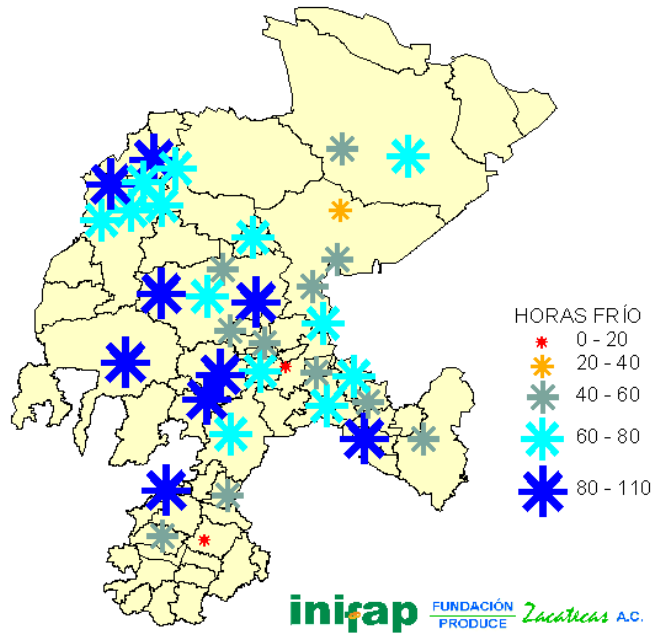 HORAS FRÍO
0 - 20
20 - 40
40 - 60
60 - 80
80 - 110
inifap
FUNDACIÓN
PRODUCE
Zacatecas A.C.